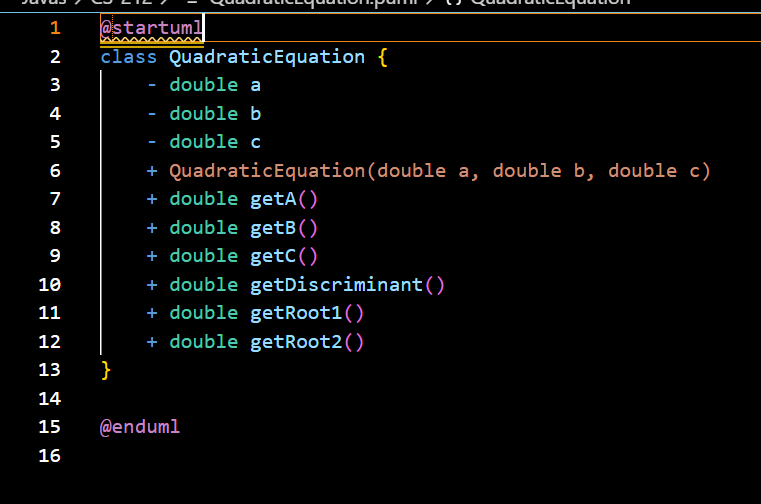 Javas > CS-212 > QuadraticEquation.puml > {} QuadraticEquation
1 @startuml
2 class QuadraticEquation {
3 - double a
4 - double b
5 - double c
6 + QuadraticEquation(double a, double b, double c)
7 + double getA()
8 + double getB()
9 + double getC()
10 + double getDiscriminant()
11 + double getRoot1()
12 + double getRoot2()
13 }
14
15 @enduml
16